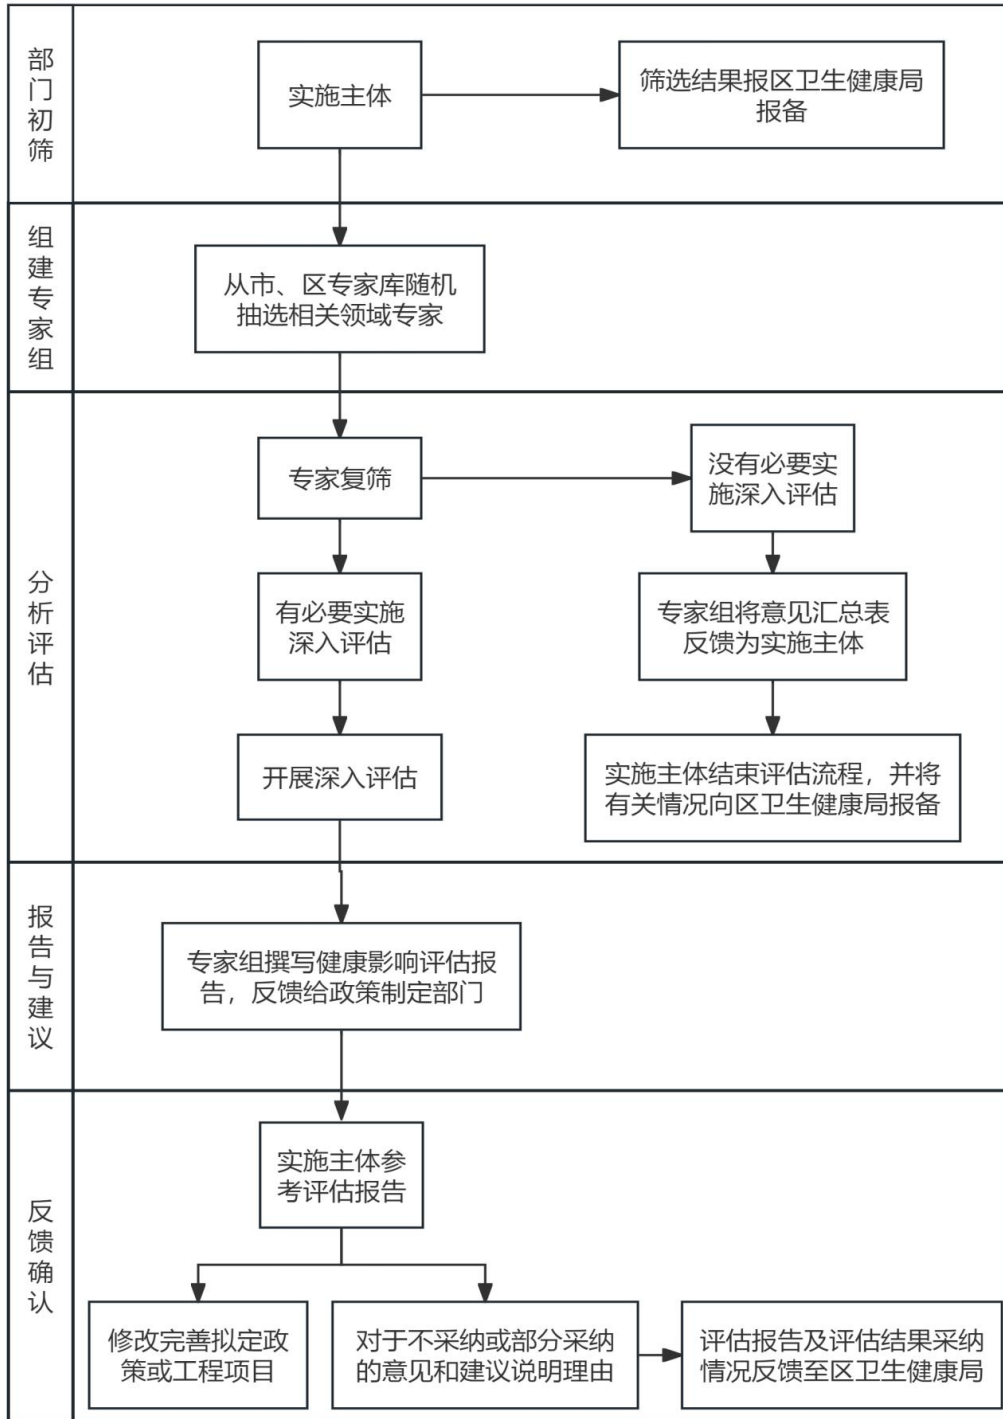 部门初筛
实施主体
筛选结果报区卫生健康局
报备
组建专家组
从市、区专家库随机
抽选相关领域专家
分析评估
专家复筛
没有必要实
施深入评估
有必要实施
深入评估
专家组将意见汇总表
反馈为实施主体
开展深入评估
实施主体结束评估流程，并将
有关情况向区卫生健康局报备
报告与建议
专家组撰写健康影响评估报
告，反馈给政策制定部门
反馈确认
实施主体参
考评估报告
修改完善拟定政
策或工程项目
对于不采纳或部分采纳
的意见和建议说明理由
评估报告及评估结果采纳
情况反馈至区卫生健康局